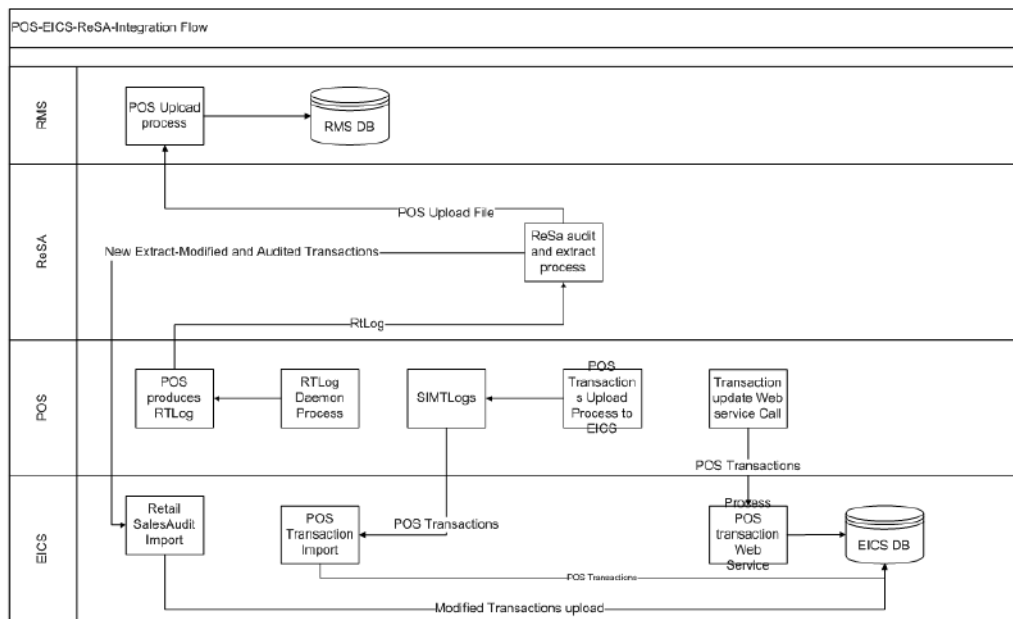 POS-EICS-ReSA-Integration Flow
RMS
POS Upload
process
RMS DB
ReSA
POS Upload File
New Extract-Modified and Audited Transactions
ReSa audit
and extract
process
RtLog
POS
POS
produces
RTLog
RTLog
Daemon
Process
SIMTLogs
POS
Transaction
s Upload
Process to
EICS
Transaction
update Web
service Call
POS Transactions
EICS
Retail
SalesAudit
Import
POS
Transaction
Import
POS Transactions
Process
POS
transaction
Web
Service
EICS DB
POS Transactions
Modified Transactions upload